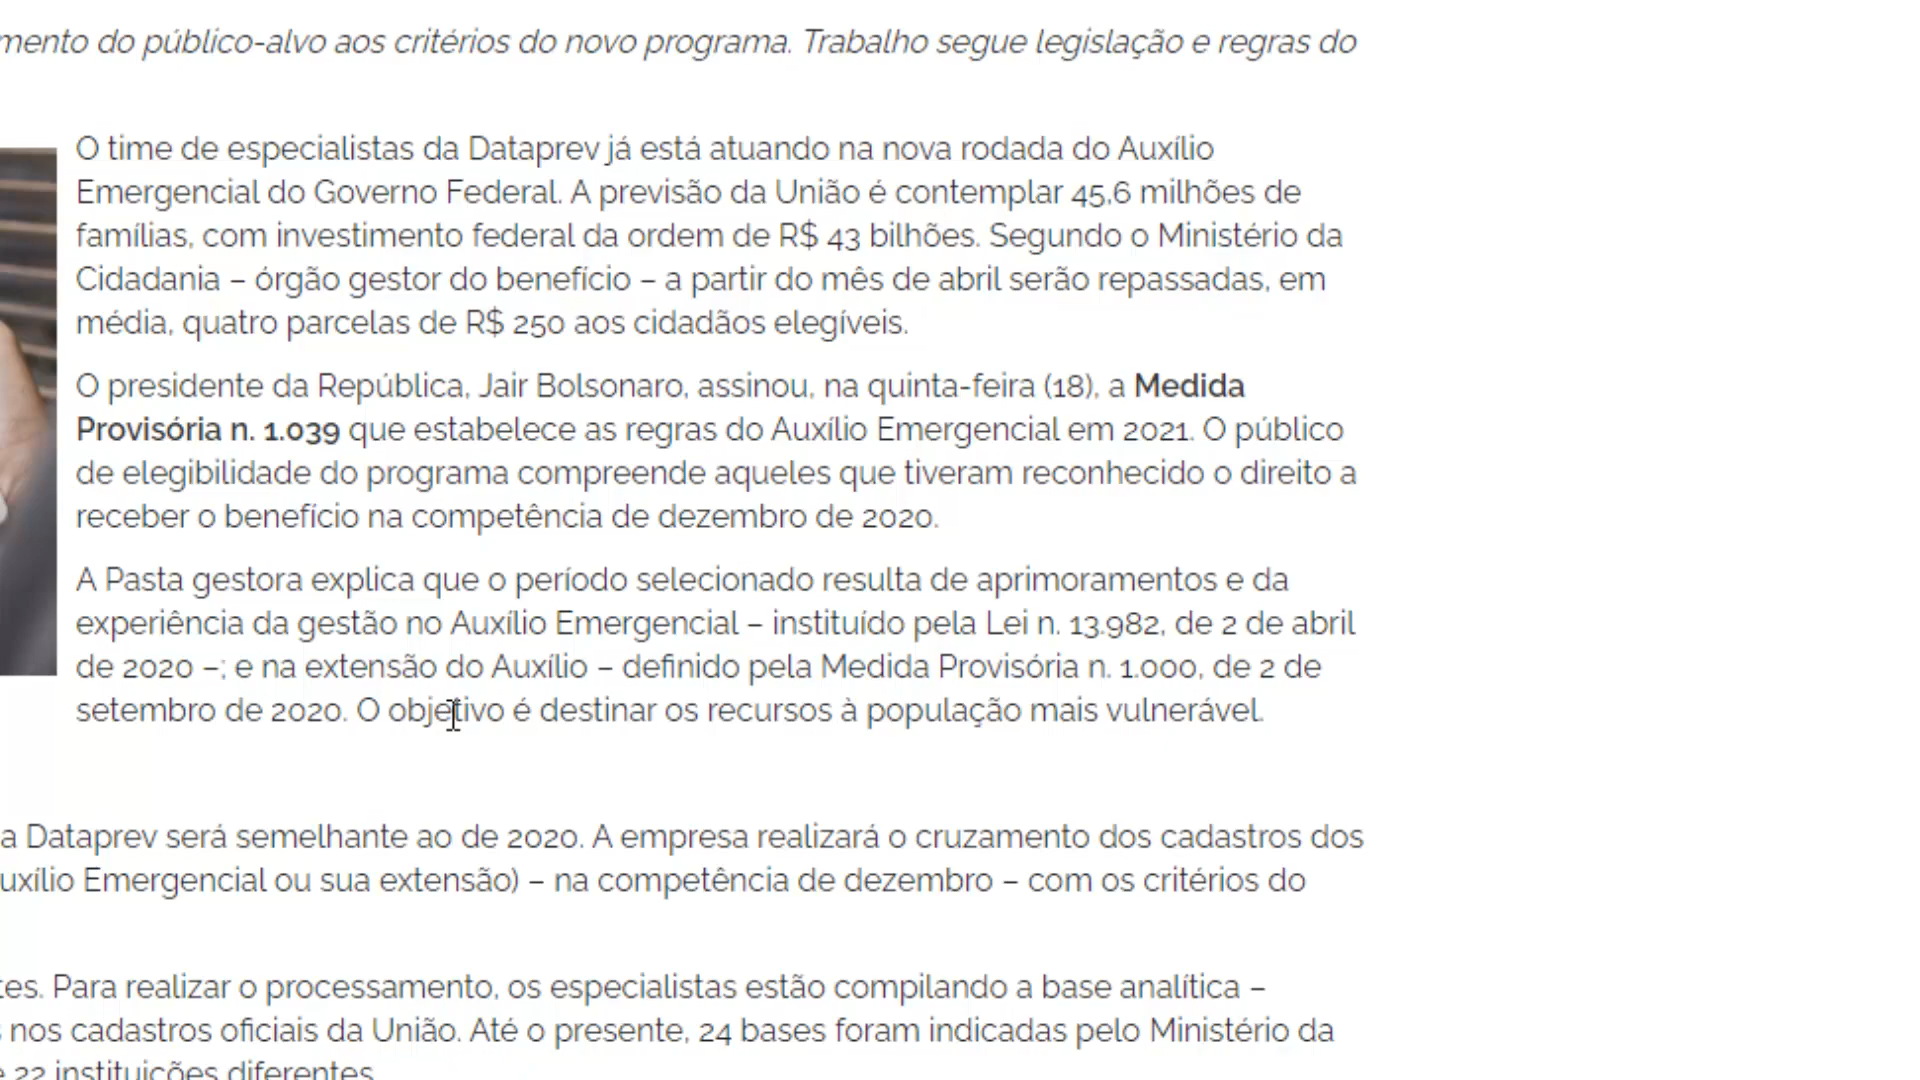 mento do público-alvo aos critérios do novo programa. Trabalho segue legislação e regras do
O time de especialistas da Dataprev já está atuando na nova rodada do Auxílio
Emergencial do Governo Federal. A previsão da União é contemplar 45,6 milhões de
famílias, com investimento federal da ordem de R$ 43 bilhões. Segundo o Ministério da
Cidadania – órgão gestor do benefício – a partir do mês de abril serão repassadas, em
média, quatro parcelas de R$ 250 aos cidadãos elegíveis.
O presidente da República, Jair Bolsonaro, assinou, na quinta-feira (18), a Medida
Provisória n. 1.039 que estabelece as regras do Auxílio Emergencial em 2021. O público
de elegibilidade do programa compreende aqueles que tiveram reconhecido o direito a
receber o benefício na competência de dezembro de 2020.
A Pasta gestora explica que o período selecionado resulta de aprimoramentos e da
experiência da gestão no Auxílio Emergencial – instituído pela Lei n. 13.982, de 2 de abril
de 2020 –; e na extensão do Auxílio – definido pela Medida Provisória n. 1.000, de 2 de
setembro de 2020. O objetivo é destinar os recursos à população mais vulnerável.
a Dataprev será semelhante ao de 2020. A empresa realizará o cruzamento dos cadastros dos
uxílio Emergencial ou sua extensão) – na competência de dezembro – com os critérios do
tes. Para realizar o processamento, os especialistas estão compilando a base analítica –
s nos cadastros oficiais da União. Até o presente, 24 bases foram indicadas pelo Ministério da
e 22 instituições diferentes.